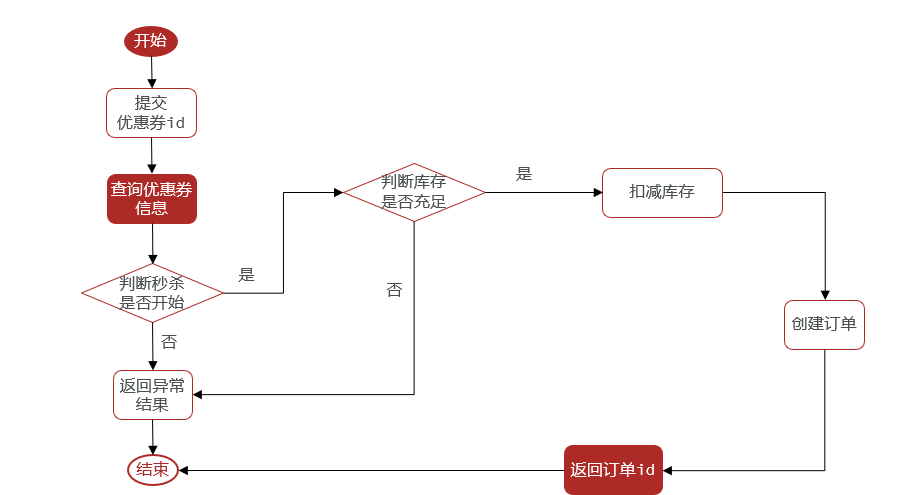 开始
提交
优惠券id
查询优惠券
信息
判断秒杀
是否开始
是
否
返回异常
结果
结束
判断库存
是否充足
是
否
扣减库存
创建订单
返回订单id